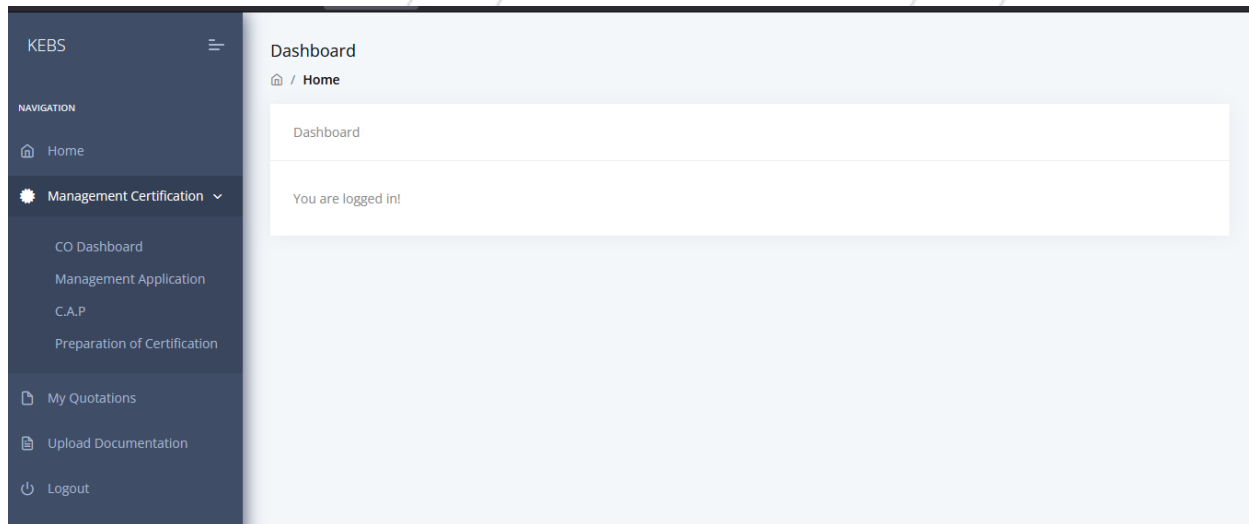 KEBS
NAVIGATION
Home
Management Certification
CO Dashboard
Management Application
C.A.P
Preparation of Certification
My Quotations
Upload Documentation
Logout
Dashboard
/ Home
Dashboard
You are logged in!